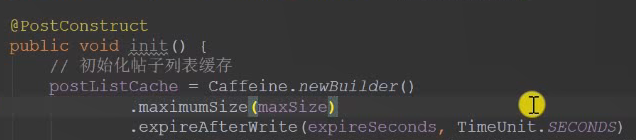 @PostConstruct
public void init() {
// 初始化帖子列表缓存
postListCache = Caffeine.newBuilder()
.maximumSize(maxSize)
.expireAfterWrite(expireSeconds, TimeUnit.SECONDS)